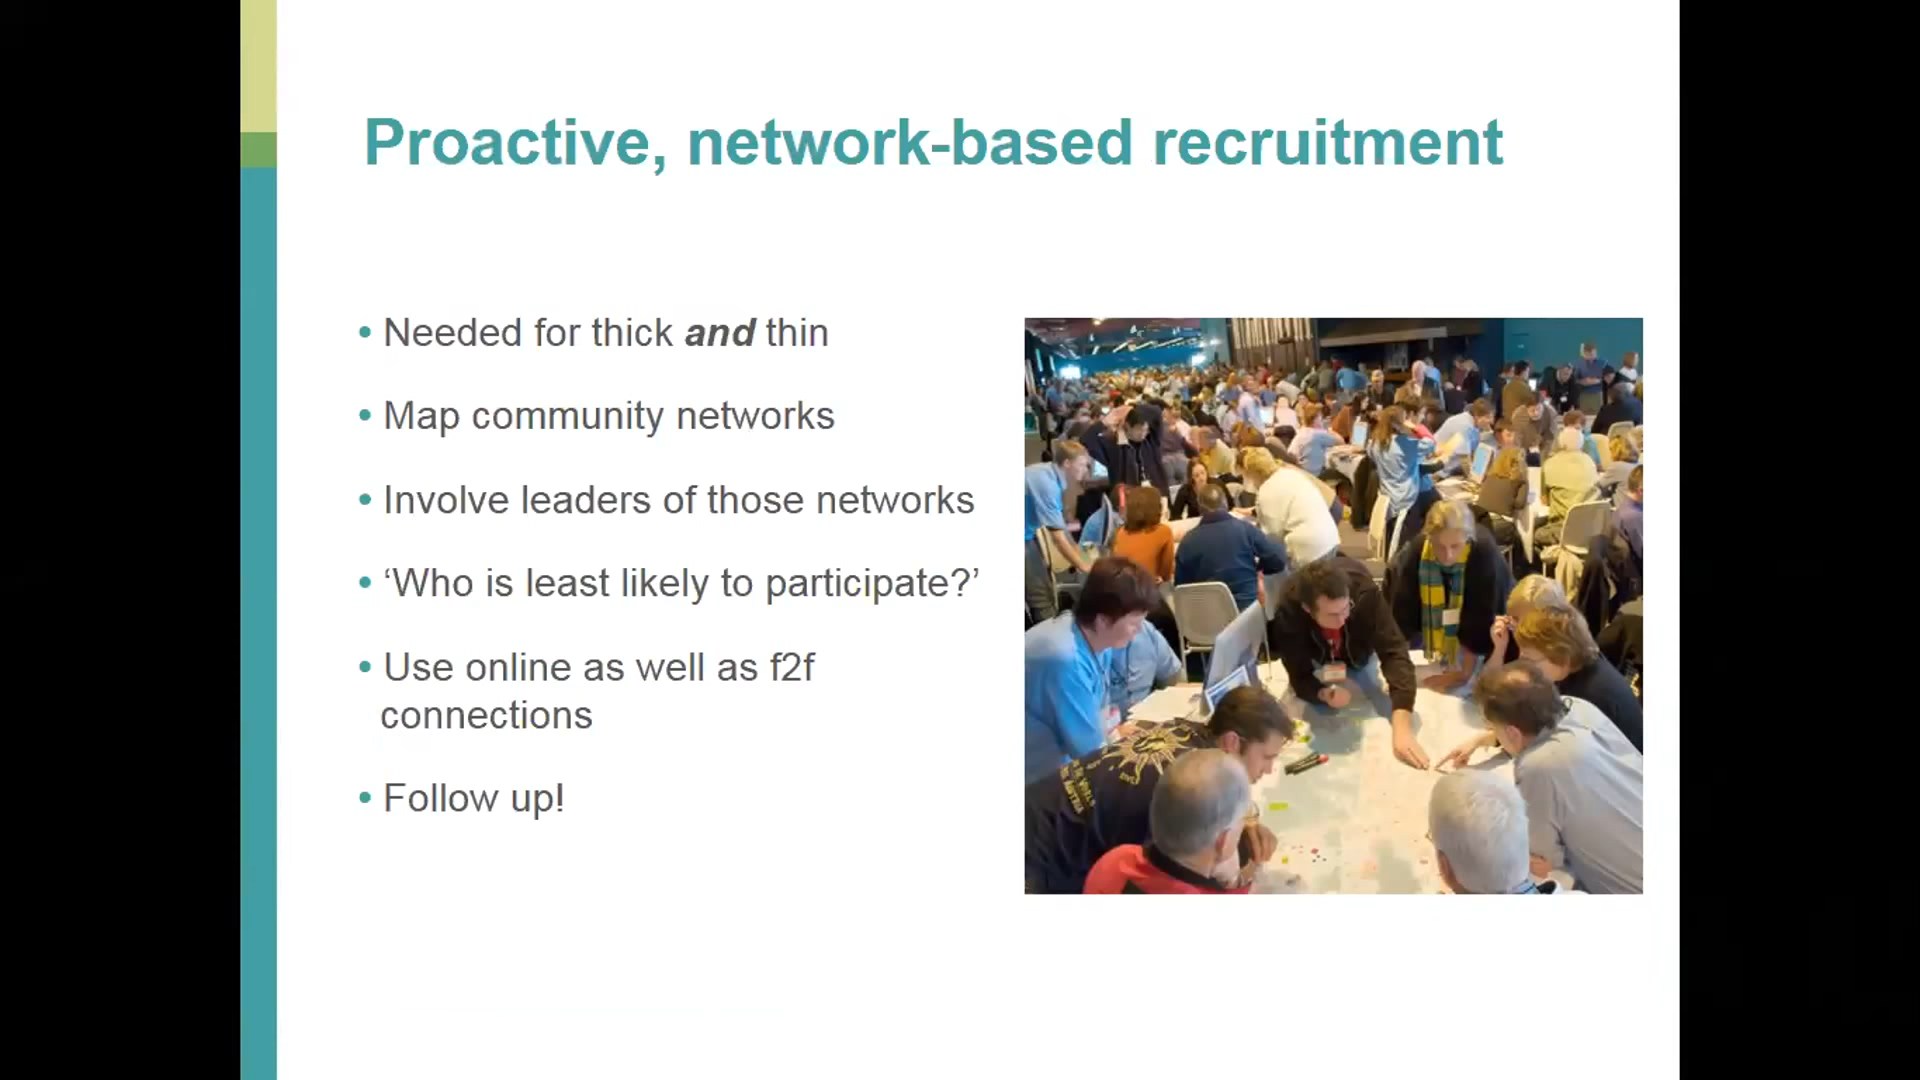 Proactive, network-based recruitment
• Needed for thick and thin
• Map community networks
• Involve leaders of those networks
• ‘Who is least likely to participate?’
• Use online as well as f2f
connections
• Follow up!